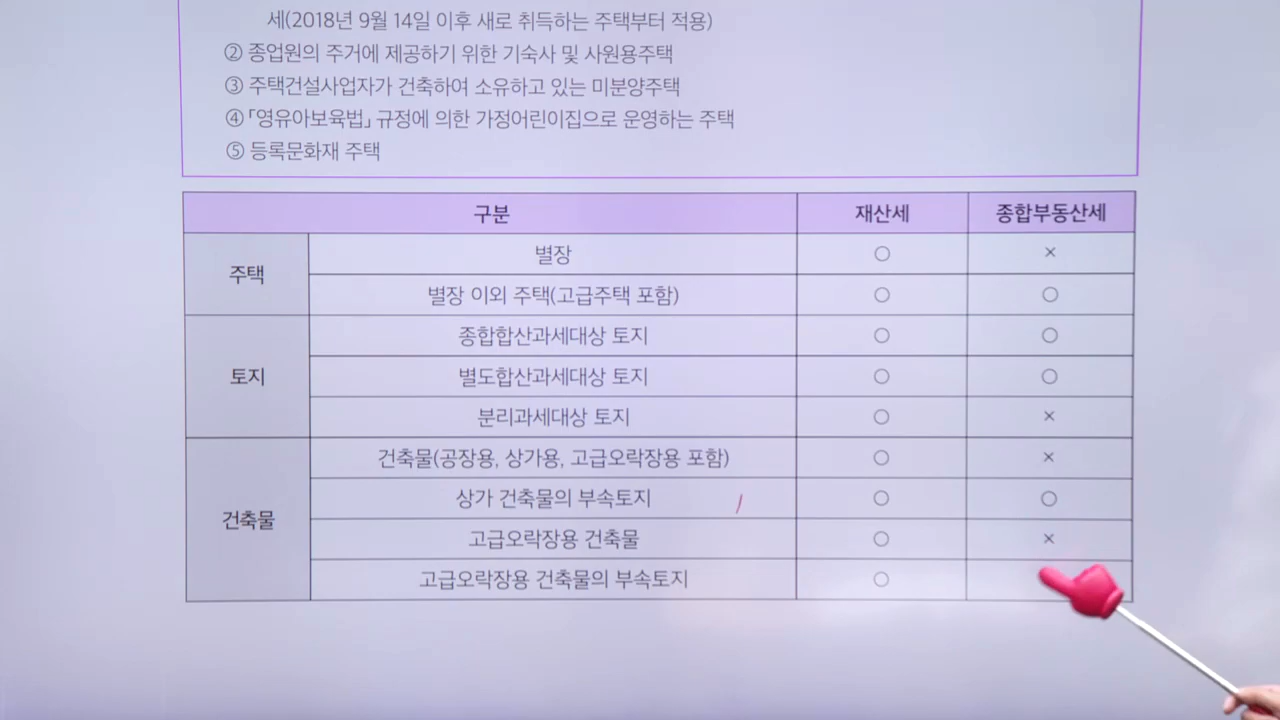 세(2018년 9월 14일 이후 새로 취득하는 주택부터 적용)
② 종업원의 주거에 제공하기 위한 기숙사 및 사원용주택
③ 주택건설사업자가 건축하여 소유하고 있는 미분양주택
④ 「영유아보육법」 규정에 의한 가정어린이집으로 운영하는 주택
⑤ 등록문화재 주택
구분 재산세 종합부동산세
주택
별장 ○ ×
별장 이외 주택(고급주택 포함) ○ ○
토지
종합합산과세대상 토지 ○ ○
별도합산과세대상 토지 ○ ○
분리과세대상 토지 ○ ×
건축물
건축물(공장용, 상가용, 고급오락장용 포함) ○ ×
상가 건축물의 부속토지 ○ ○
고급오락장용 건축물 ○ ×
고급오락장용 건축물의 부속토지 ○